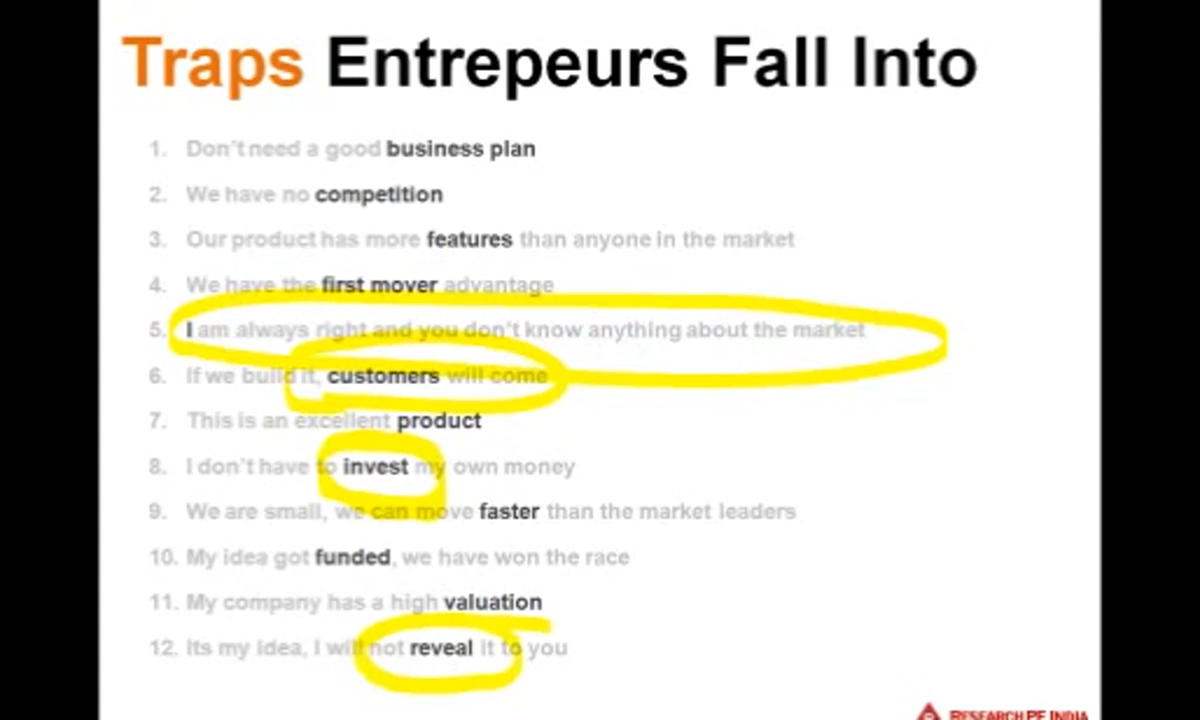 Traps Entrepeurs Fall Into
1. Don't need a good business plan
2. We have no competition
3. Our product has more features than anyone in the market
4. We have the first mover advantage
5. I am always right and you don't know anything about the market
6. If we build it, customers will come
7. This is an excellent product
8. I don't have to invest my own money
9. We are small, we can move faster than the market leaders
10. My idea got funded, we have won the race
11. My company has a high valuation
12. Its my idea, I will not reveal it to you
RESEARCH PE INDIA